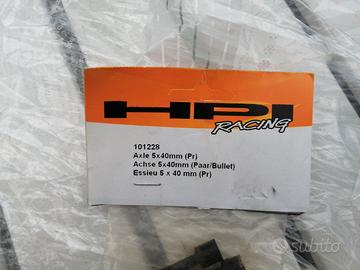 HPI
RACING
101228
Axle 5x40mm (Pr)
Achse 5x40mm (Paar/Bullet)
Essieu 5 x 40 mm (Pr)
subito